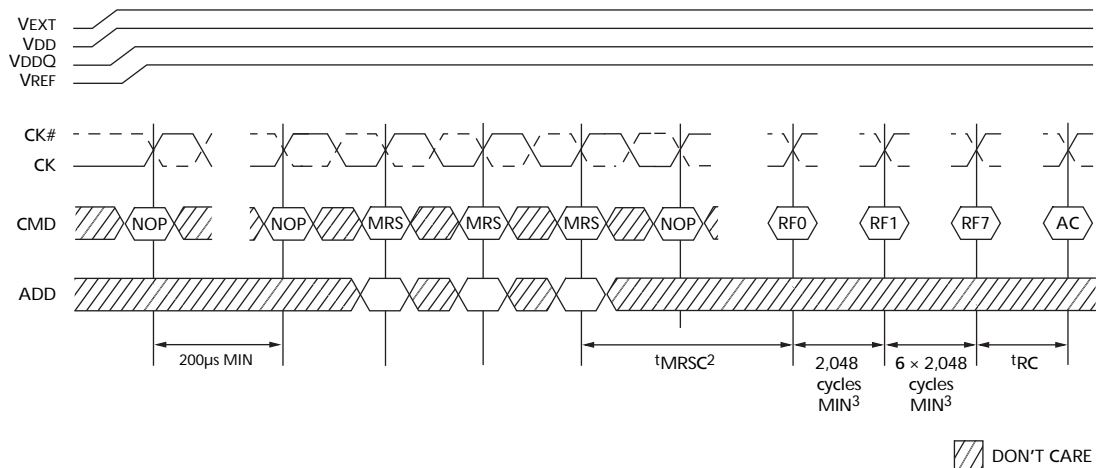 VEXT
VDD
VDDQ
VREF
CK#
CK
CMD NOP NOP MRS MRS MRS NOP RF0 RF1 RF7 AC
ADD
200µs MIN tMRSC2 2,048 cycles MIN3 6 × 2,048 cycles MIN3 tRC
DON'T CARE